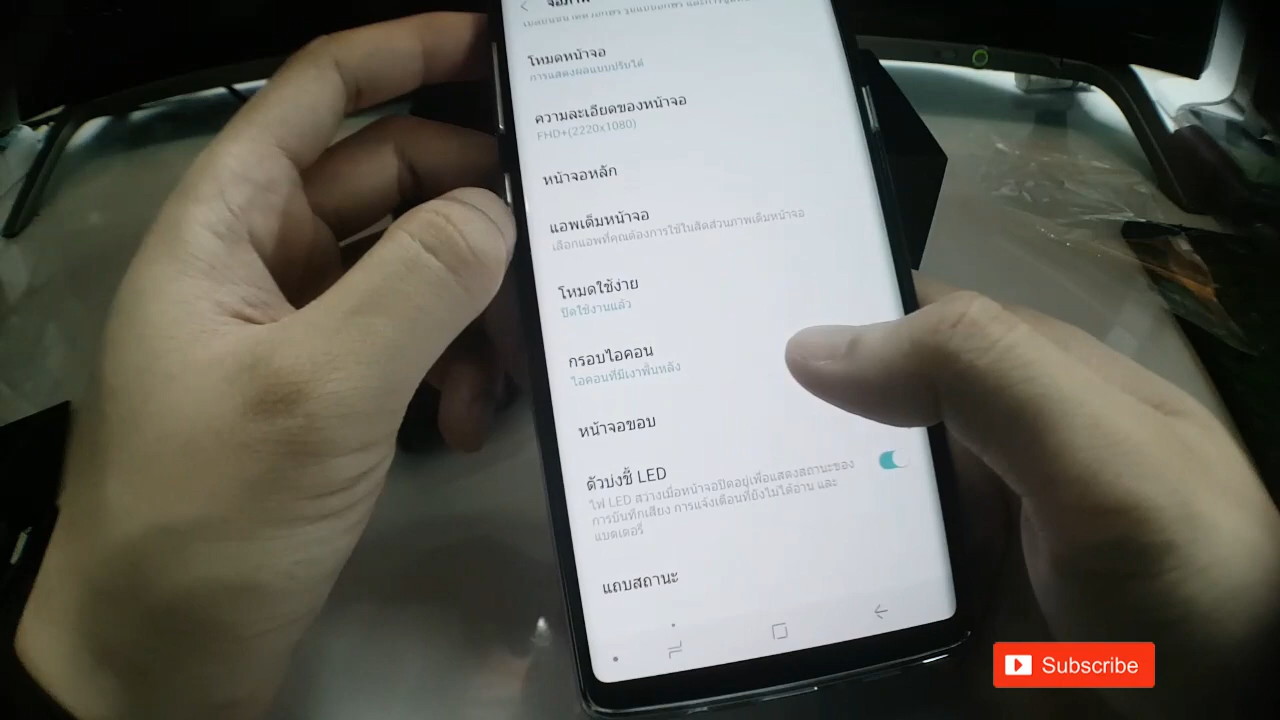 จอภาพ
โหมดหน้าจอ
การแสดงผลแบบปรับได้
ความละเอียดของหน้าจอ
FHD+(2220x1080)
หน้าจอหลัก
แอพเต็มหน้าจอ
เลือกแอพที่คุณต้องการใช้ในสัดส่วนภาพเต็มหน้าจอ
โหมดใช้ง่าย
ปิดใช้งานแล้ว
กรอบไอคอน
ไอคอนที่มีเงาพื้นหลัง
หน้าจอขอบ
ตัวบ่งชี้ LED
ไฟ LED สว่างเมื่อหน้าจอปิดอยู่เพื่อแสดงสถานะของ
การบันทึกเสียง การแจ้งเตือนที่ยังไม่ได้อ่าน และ
แบตเตอรี่
แถบสถานะ
Subscribe